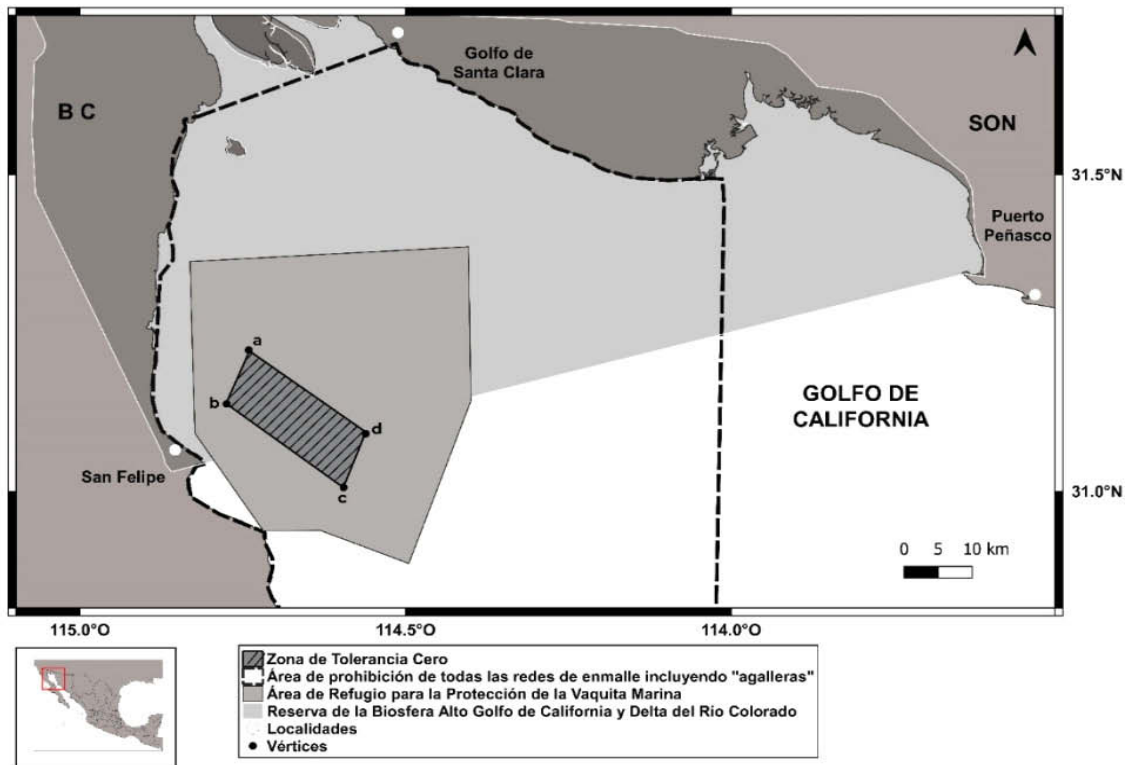 Golfo de
Santa Clara
B C
SON
31.5°N
Puerto
Peñasco
a
b
d
GOLFO DE
CALIFORNIA
San Felipe
c
31.0°N
0 5 10 km
115.0°O 114.5°O 114.0°O
Zona de Tolerancia Cero
Área de prohibición de todas las redes de enmalle incluyendo "agalleras"
Área de Refugio para la Protección de la Vaquita Marina
Reserva de la Biosfera Alto Golfo de California y Delta del Río Colorado
Localidades
Vértices